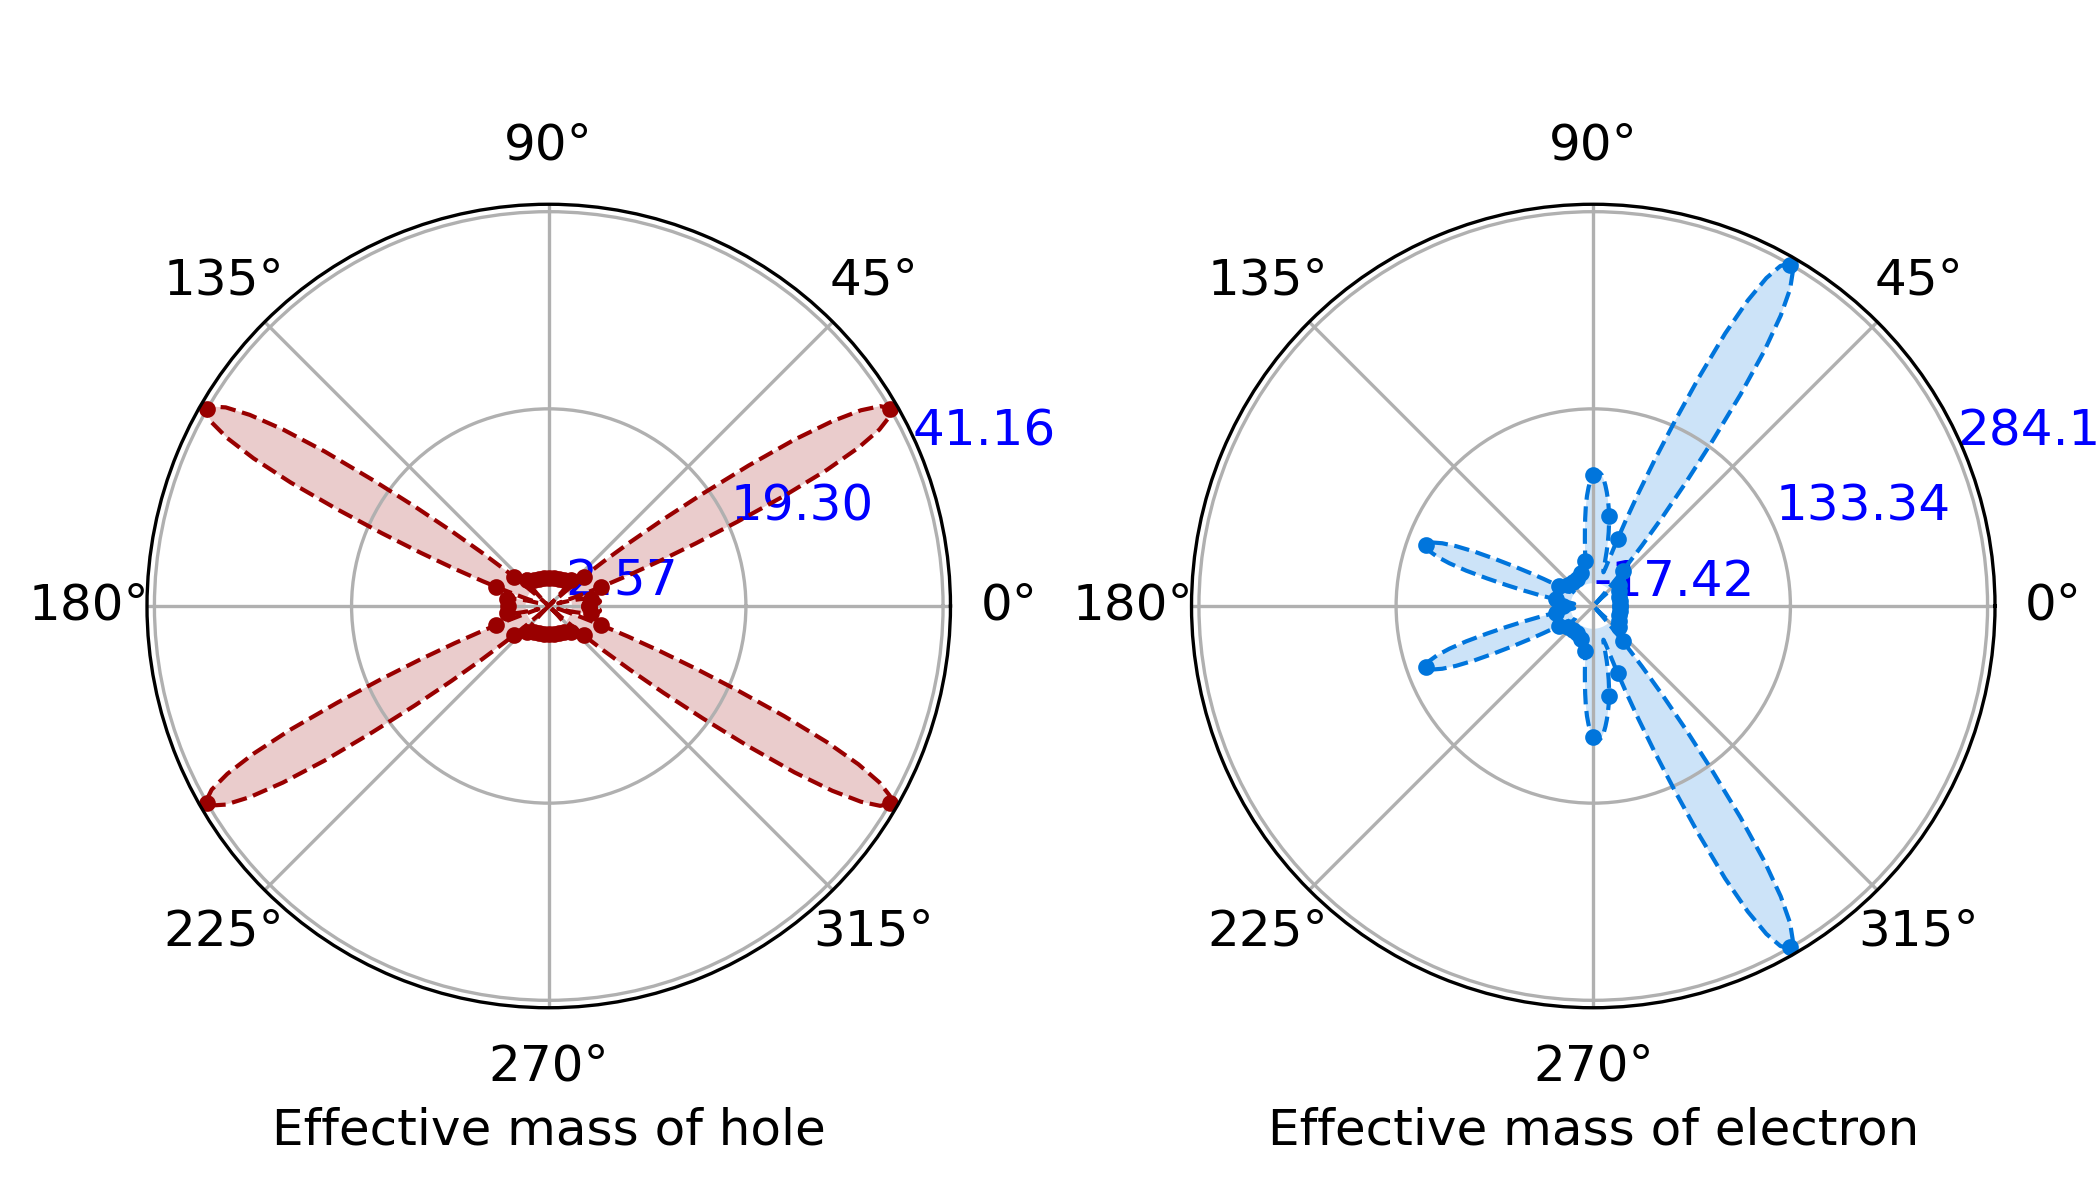 90° 90°
135° 45° 135° 45°
41.16 284.1
19.30 133.34
2.57 -17.42
180° 0° 180° 0°
225° 315° 225° 315°
270° 270°
Effective mass of hole Effective mass of electron